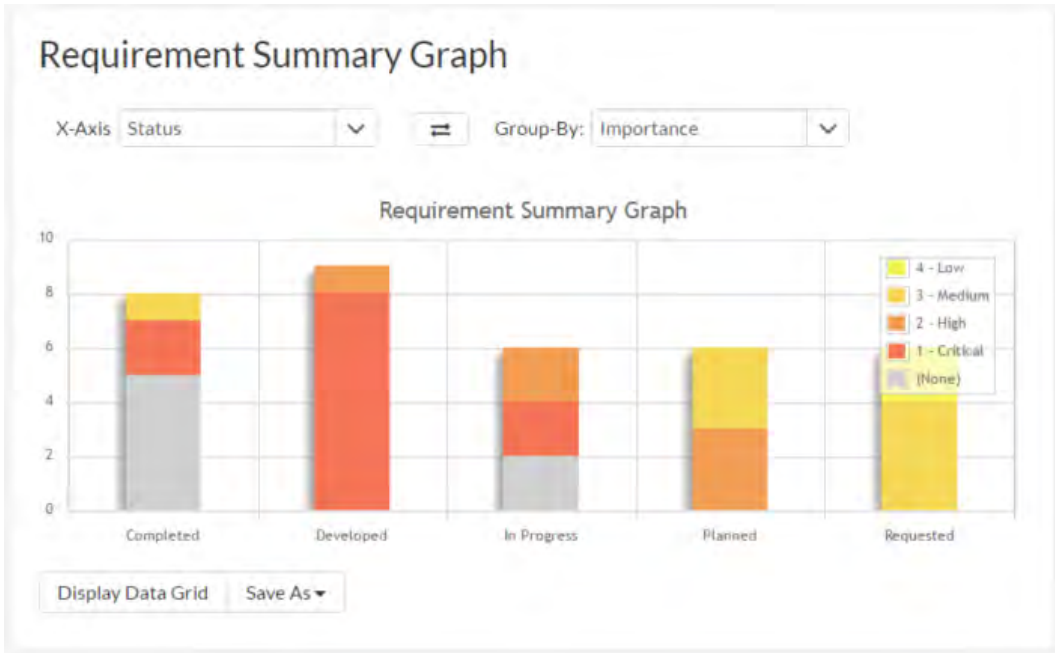 Requirement Summary Graph
X-Axis Status Group-By: Importance
Requirement Summary Graph
10
8
6
4
2
0
4 - Low
3 - Medium
2 - High
1 - Critical
(None)
Completed Developed In Progress Planned Requested
Display Data Grid Save As